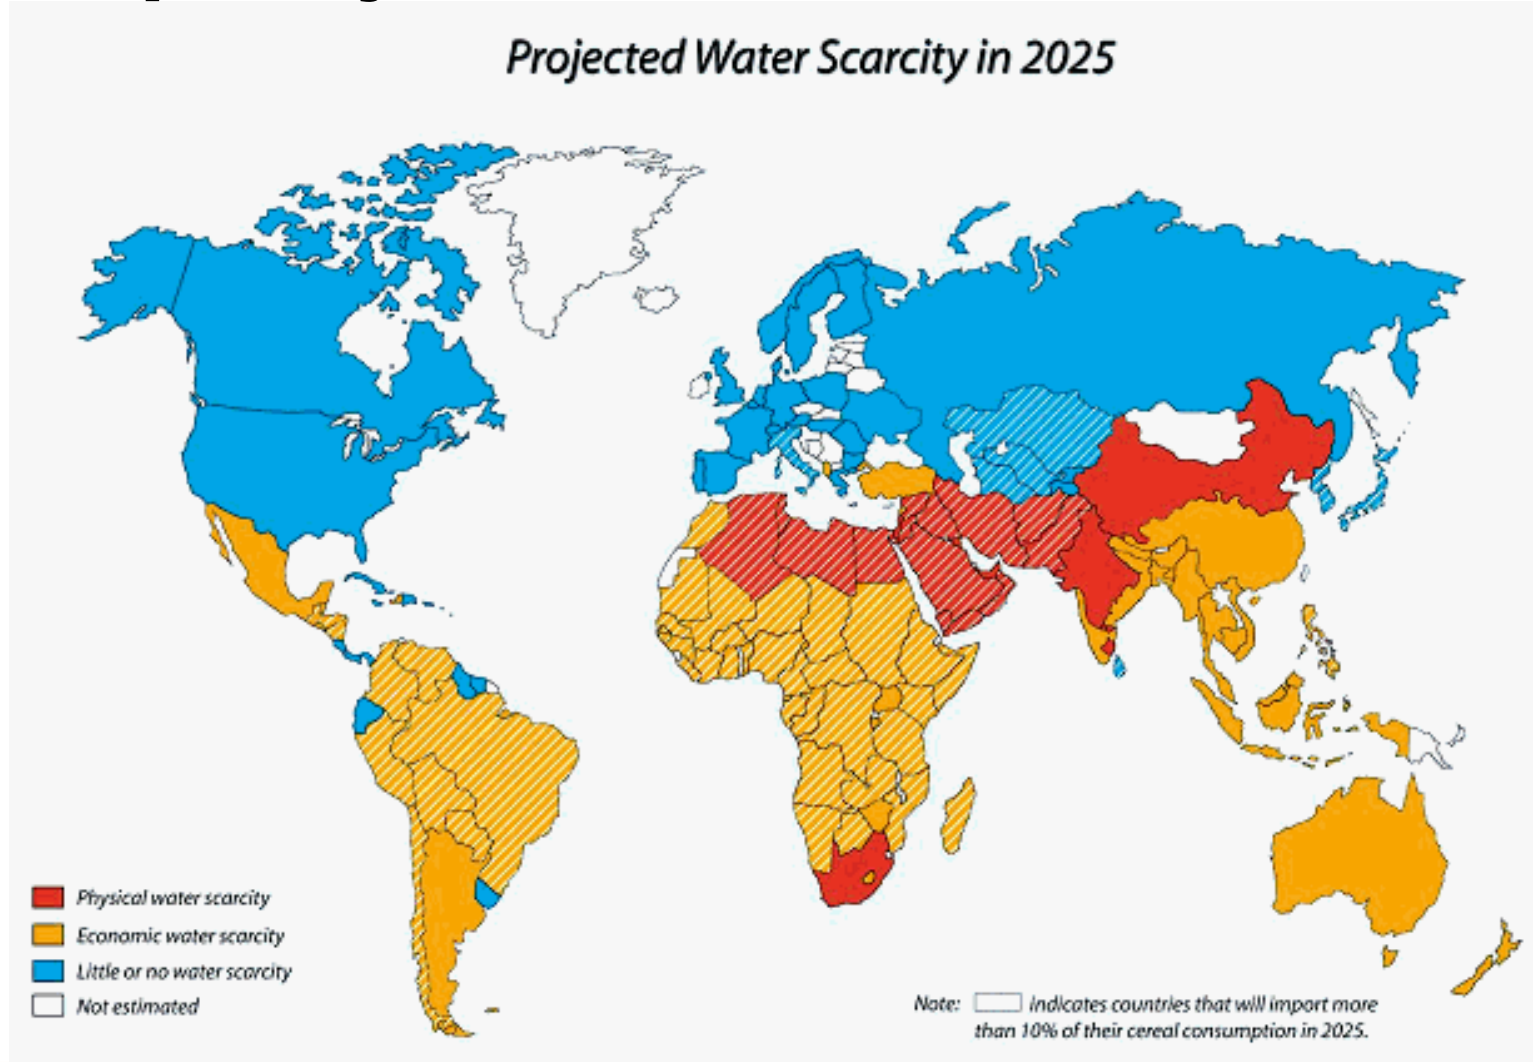 Projected Water Scarcity in 2025
Physical water scarcity
Economic water scarcity
Little or no water scarcity
Not estimated
Note: indicates countries that will import more
than 10% of their cereal consumption in 2025.